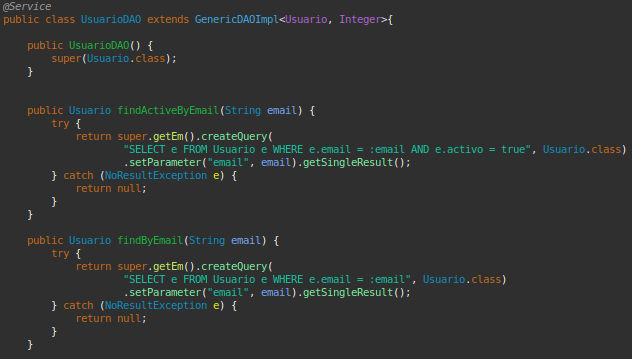 @Service
public class UsuarioDAO extends GenericDAOImpl<Usuario, Integer>{
public UsuarioDAO() {
super(Usuario.class);
}
public Usuario findActiveByEmail(String email) {
try {
return super.getEm().createQuery(
"SELECT e FROM Usuario e WHERE e.email = :email AND e.activo = true", Usuario.class)
.setParameter("email", email).getSingleResult();
} catch (NoResultException e) {
return null;
}
}
public Usuario findByEmail(String email) {
try {
return super.getEm().createQuery(
"SELECT e FROM Usuario e WHERE e.email = :email", Usuario.class)
.setParameter("email", email).getSingleResult();
} catch (NoResultException e) {
return null;
}
}